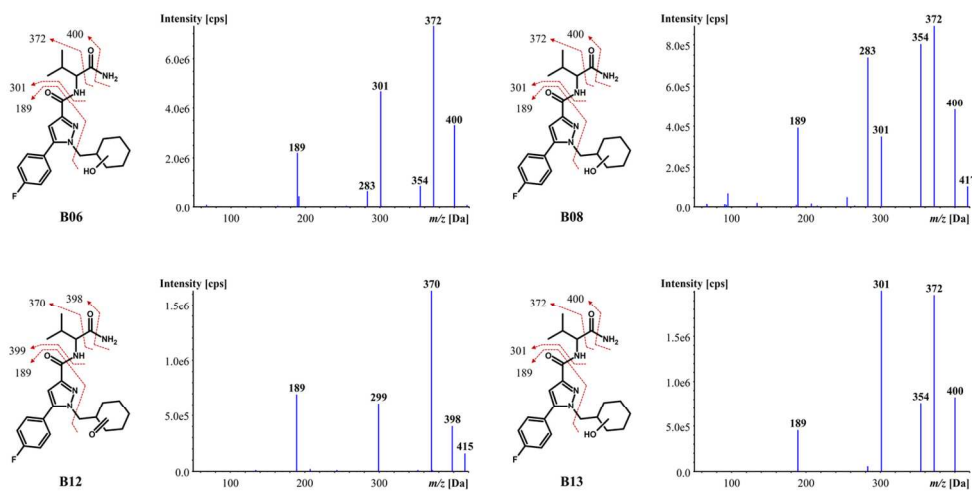 372
400
301
189
O
NH2
NH
O
N
N
HO
F
B06
Intensity [cps]
6.0e6
4.0e6
2.0e6
0.0
189
283
301
354
372
400
100
200
300
m/z [Da]
372
400
301
189
O
NH2
NH
O
N
N
HO
F
B08
Intensity [cps]
8.0e5
6.0e5
4.0e5
2.0e5
0.0
189
283
301
354
372
400
417
100
200
300
m/z [Da]
370
398
399
189
O
NH2
NH
O
N
N
O
F
B12
Intensity [cps]
1.5e6
1.0e6
5.0e5
0.0
189
299
370
398
415
100
200
300
m/z [Da]
372
400
301
189
O
NH2
NH
O
N
N
HO
F
B13
Intensity [cps]
1.8e6
1.2e6
6.0e5
0.0
189
301
354
372
400
100
200
300
m/z [Da]